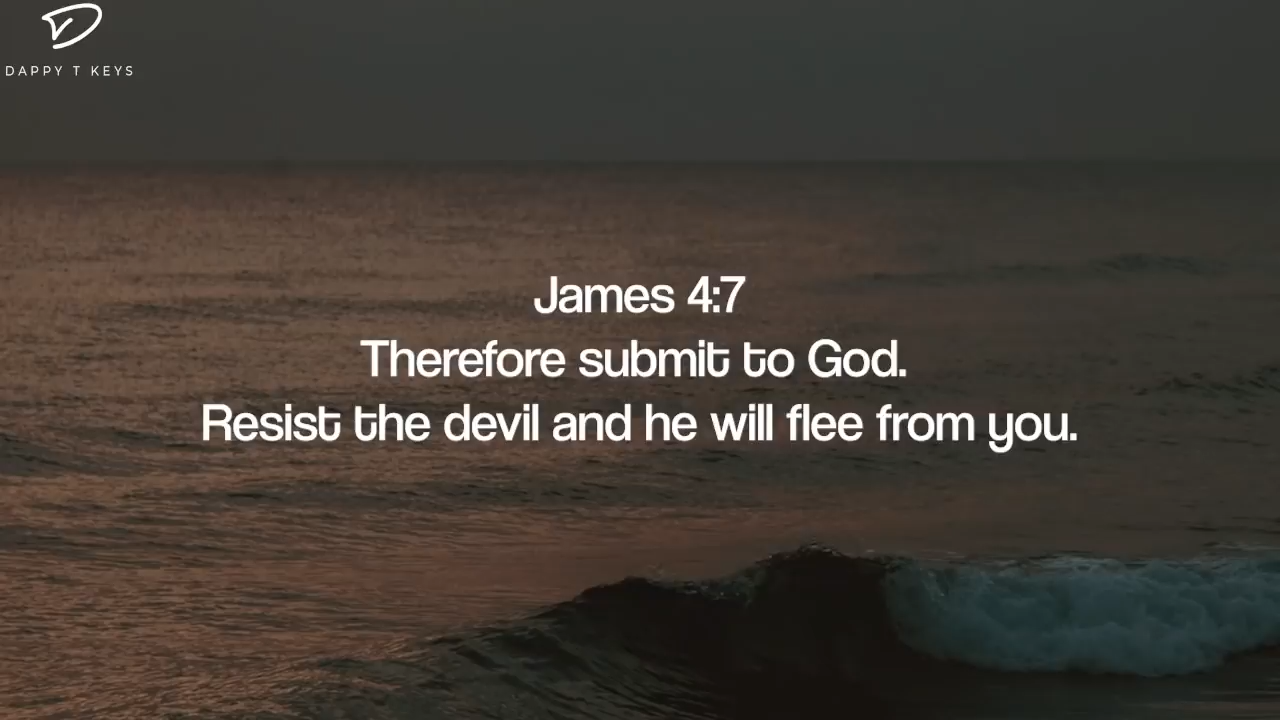 DAPPY T KEYS
James 4:7
Therefore submit to God.
Resist the devil and he will flee from you.